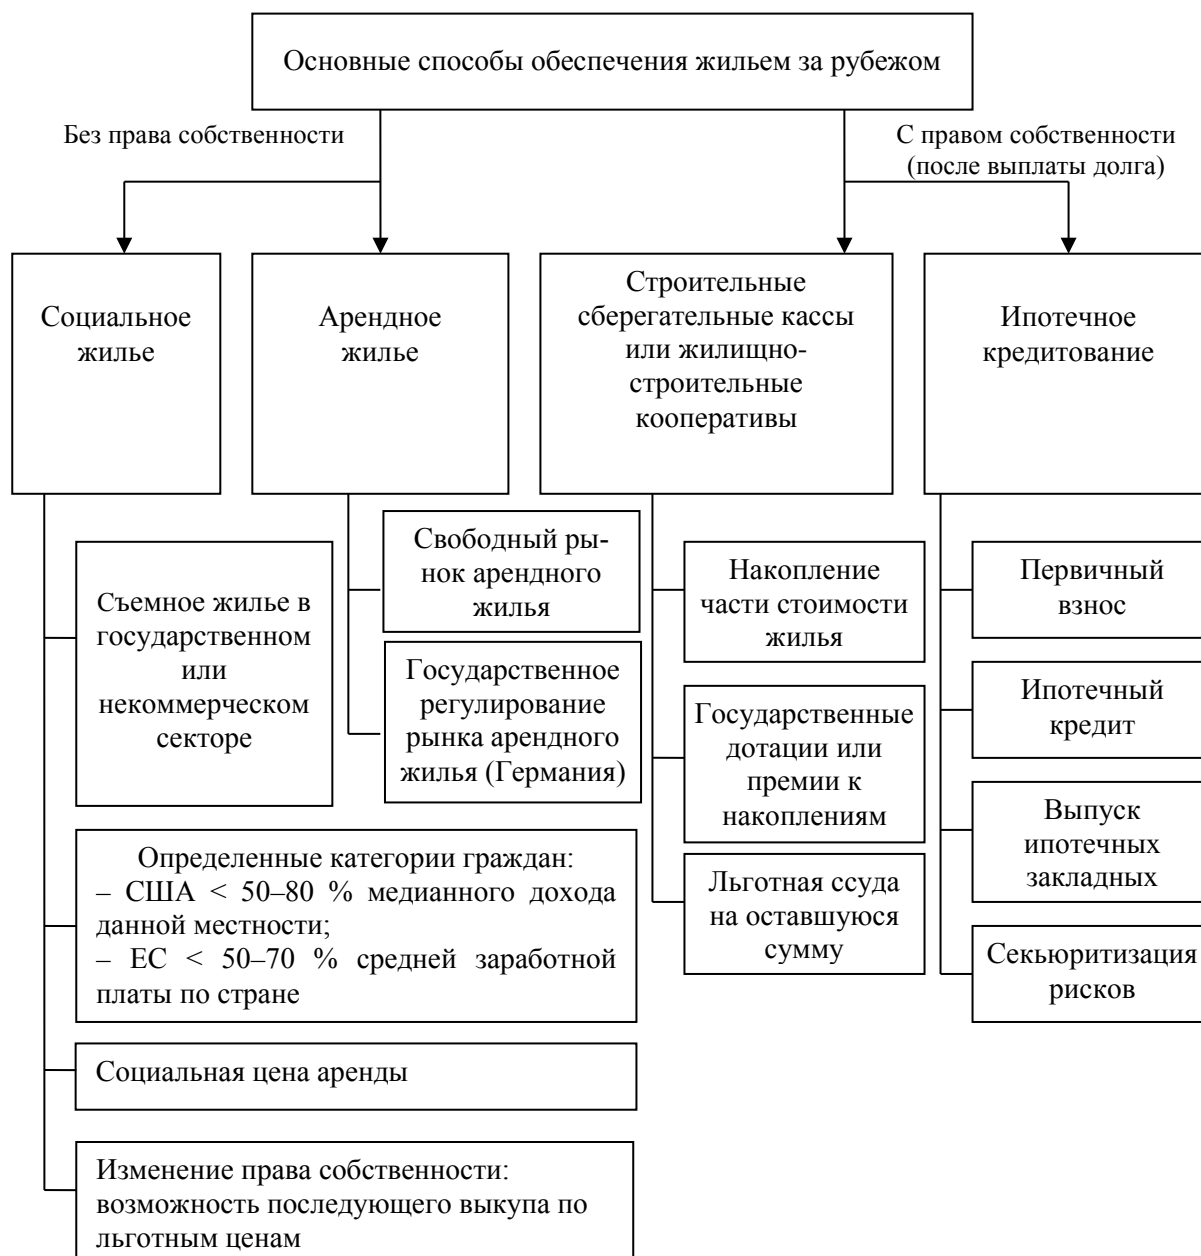 Основные способы обеспечения жильем за рубежом
Без права собственности
С правом собственности
(после выплаты долга)
Социальное
жилье
Арендное
жилье
Строительные
сберегательные кассы
или жилищно-
строительные
кооперативы
Ипотечное
кредитование
Съемное жилье в
государственном
или
некоммерческом
секторе
Определенные категории граждан:
– США < 50–80 % медианного дохода
данной местности;
– ЕС < 50–70 % средней заработной
платы по стране
Социальная цена аренды
Изменение права собственности:
возможность последующего выкупа по
льготным ценам
Свободный ры-
нок арендного
жилья
Государственное
регулирование
рынка арендного
жилья (Германия)
Накопление
части стоимости
жилья
Государственные
дотации или
премии к
накоплениям
Льготная ссуда
на оставшуюся
сумму
Первичный
взнос
Ипотечный
кредит
Выпуск
ипотечных
закладных
Секьюритизация
рисков